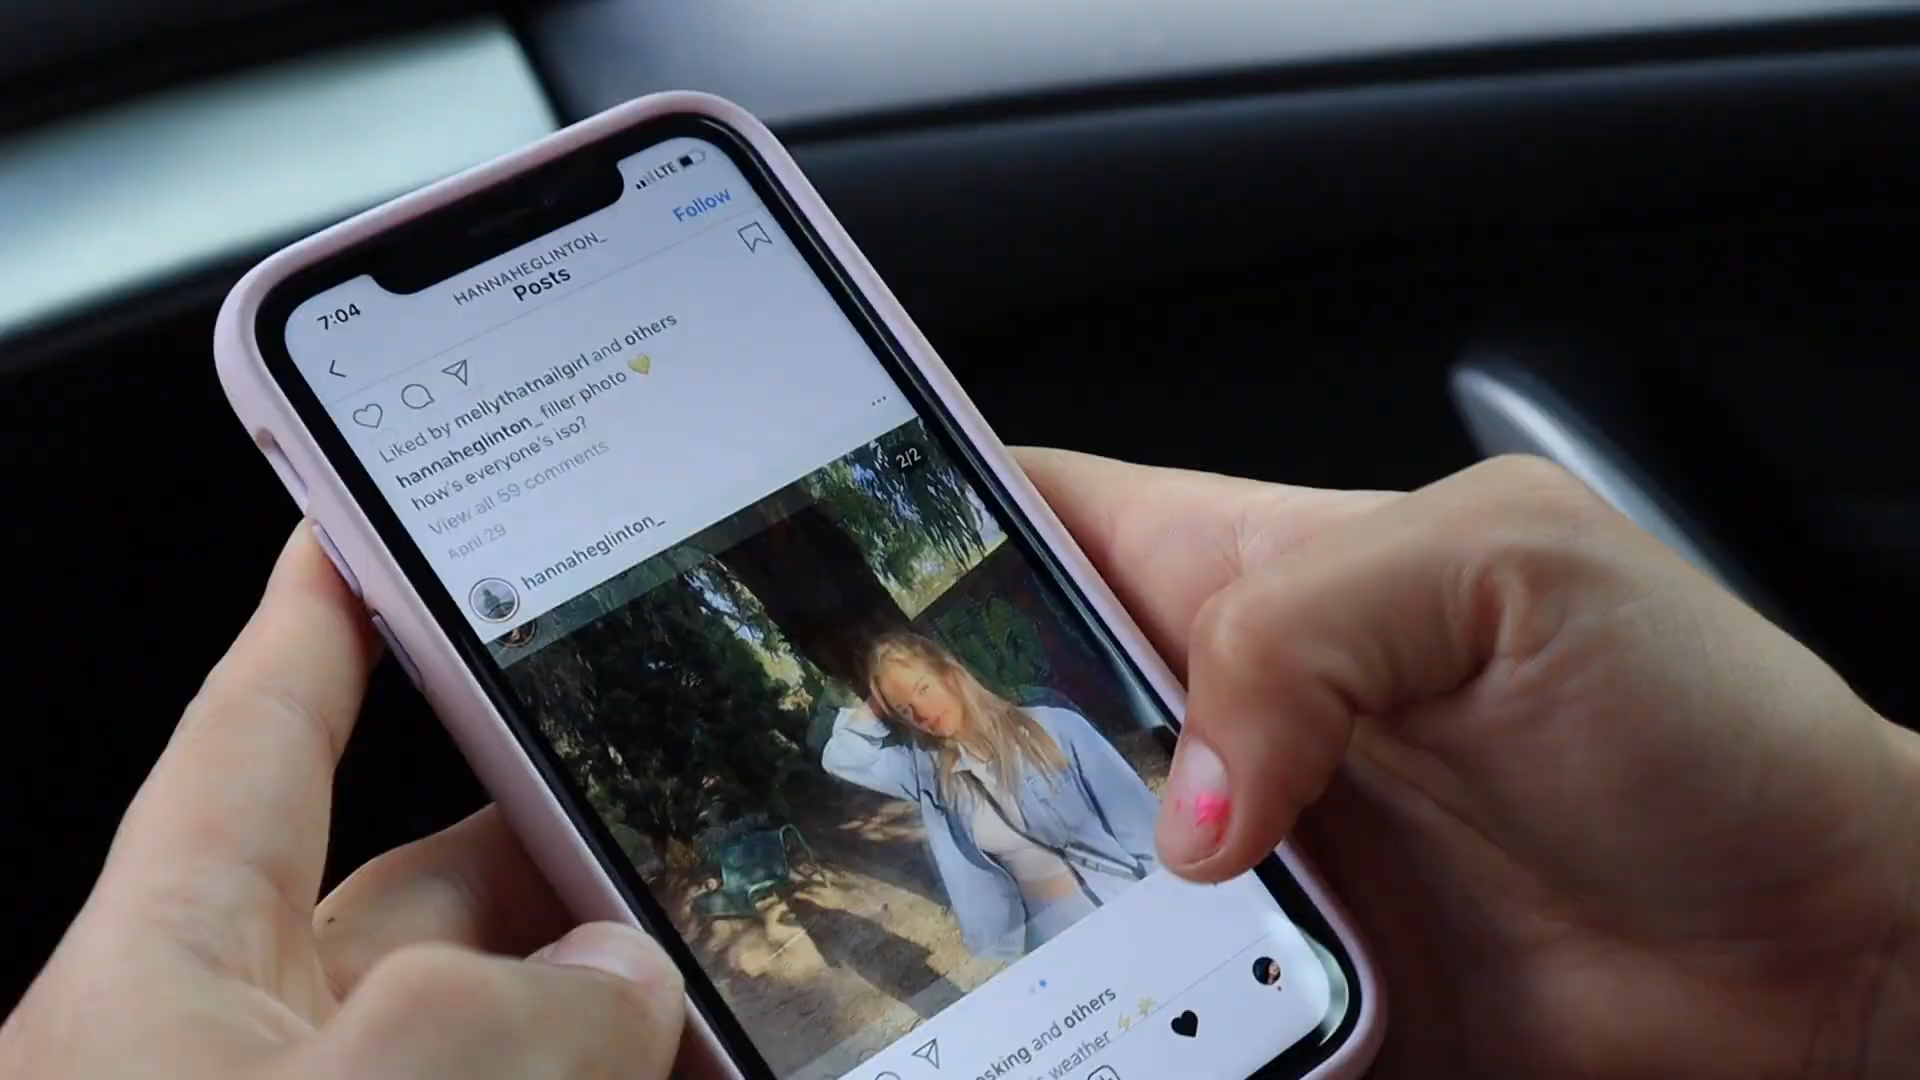 7:04
LTE
HANNAHEGLINTON_
Posts
Follow
Liked by mellythatnailgirl and others
hannaheglinton_ filler photo 💛
how's everyone's iso?
View all 59 comments
April 29
hannaheglinton_
2/2
and others
weather ⚡☀️